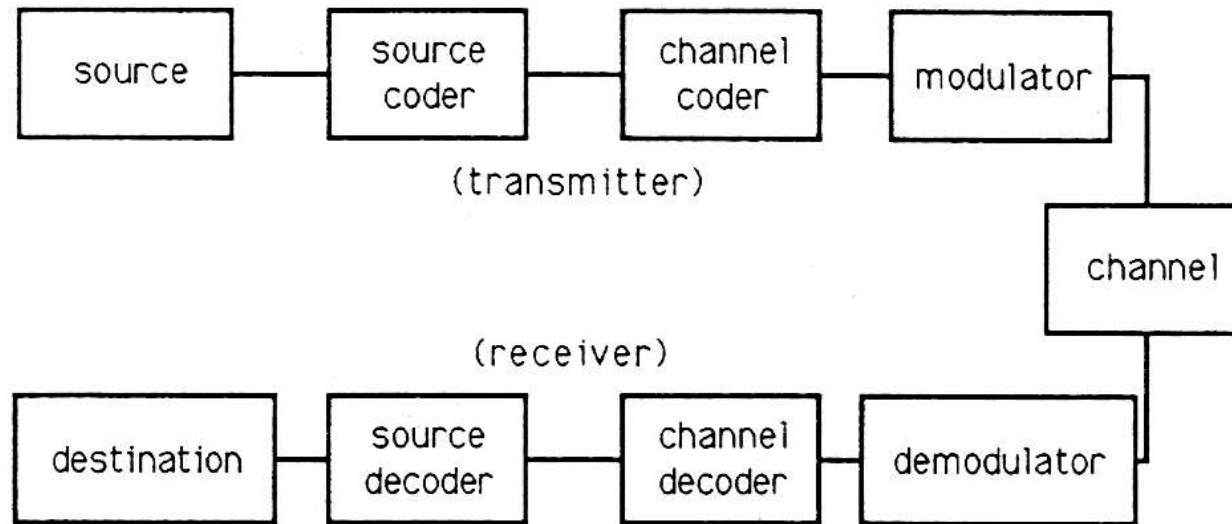 source
source
coder
channel
coder
modulator
(transmitter)
channel
(receiver)
destination
source
decoder
channel
decoder
demodulator